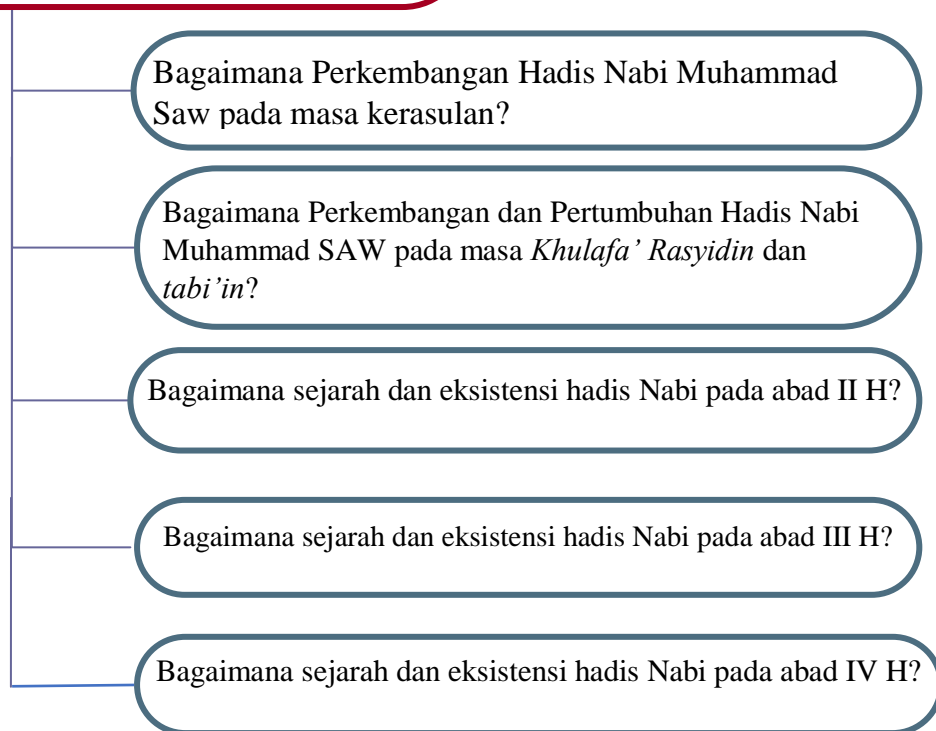 Bagaimana Perkembangan Hadis Nabi Muhammad
Saw pada masa kerasulan?
Bagaimana Perkembangan dan Pertumbuhan Hadis Nabi
Muhammad SAW pada masa Khulafa’ Rasyidin dan
tabi’in?
Bagaimana sejarah dan eksistensi hadis Nabi pada abad II H?
Bagaimana sejarah dan eksistensi hadis Nabi pada abad III H?
Bagaimana sejarah dan eksistensi hadis Nabi pada abad IV H?